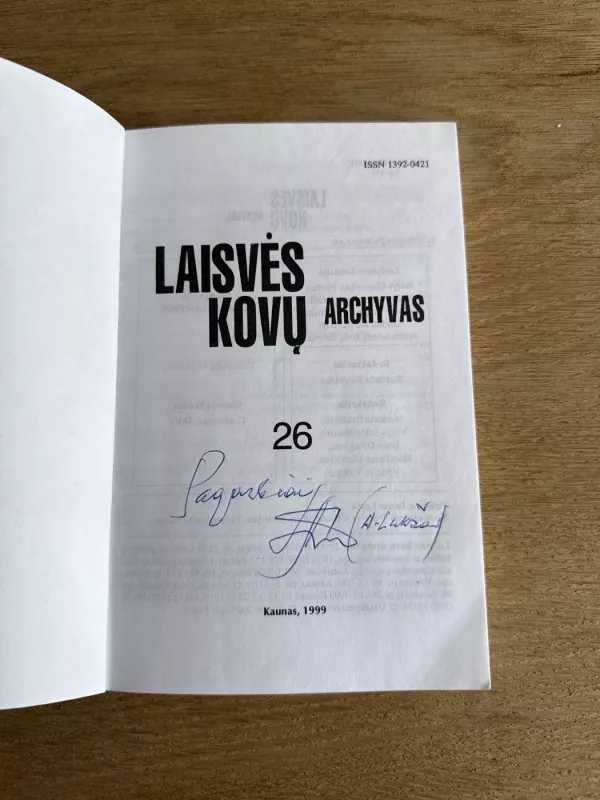 ISSN 1392-0421
LAISVĖS
KOVŲ ARCHYVAS
26
Pagarbiai
Kaunas, 1999